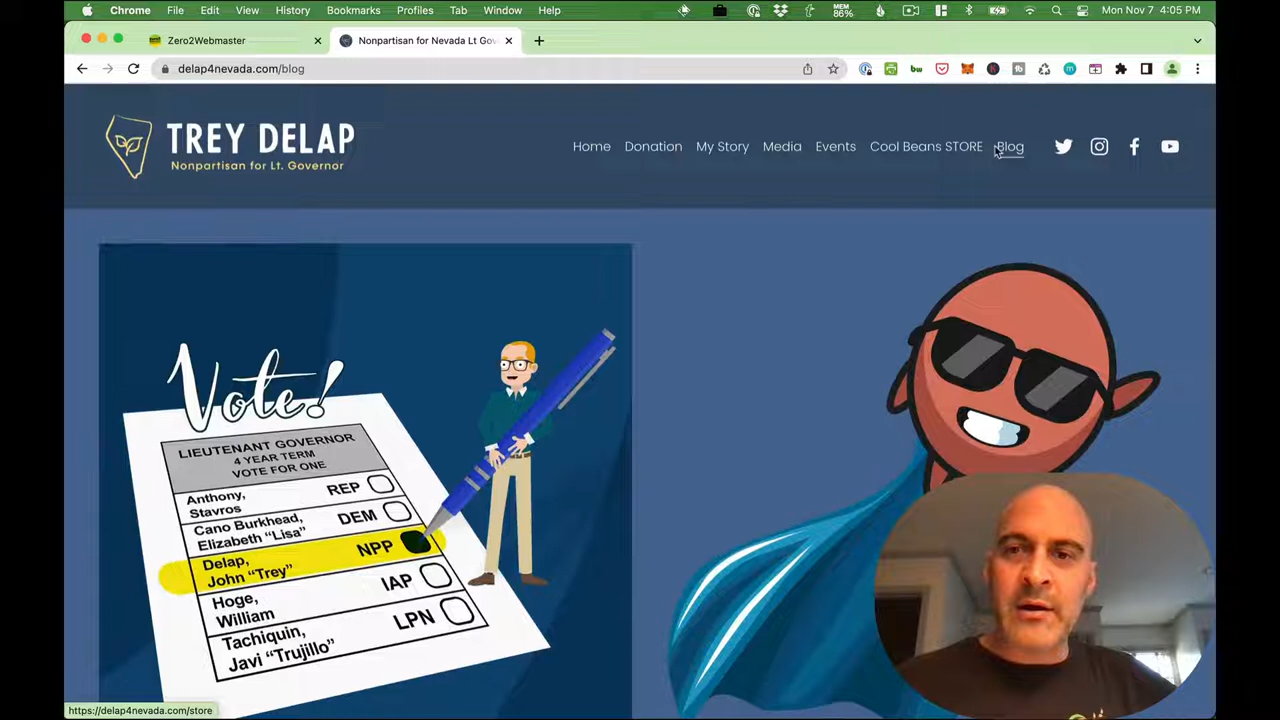 Chrome File Edit View History Bookmarks Profiles Tab Window Help MEM 86% Mon Nov 7 4:05 PM
Zero2Webmaster Nonpartisan for Nevada Lt Gov
delap4nevada.com/blog
TREY DELAP
Nonpartisan for Lt. Governor
Home Donation My Story Media Events Cool Beans STORE Blog
Vote!
LIEUTENANT GOVERNOR
4 YEAR TERM
VOTE FOR ONE
Anthony,
Stavros REP
Cano Burkhead,
Elizabeth “Lisa” DEM
Delap,
John “Trey” NPP
Hoge,
William IAP
Tachiquin,
Javi “Trujillo” LPN
https://delap4nevada.com/store